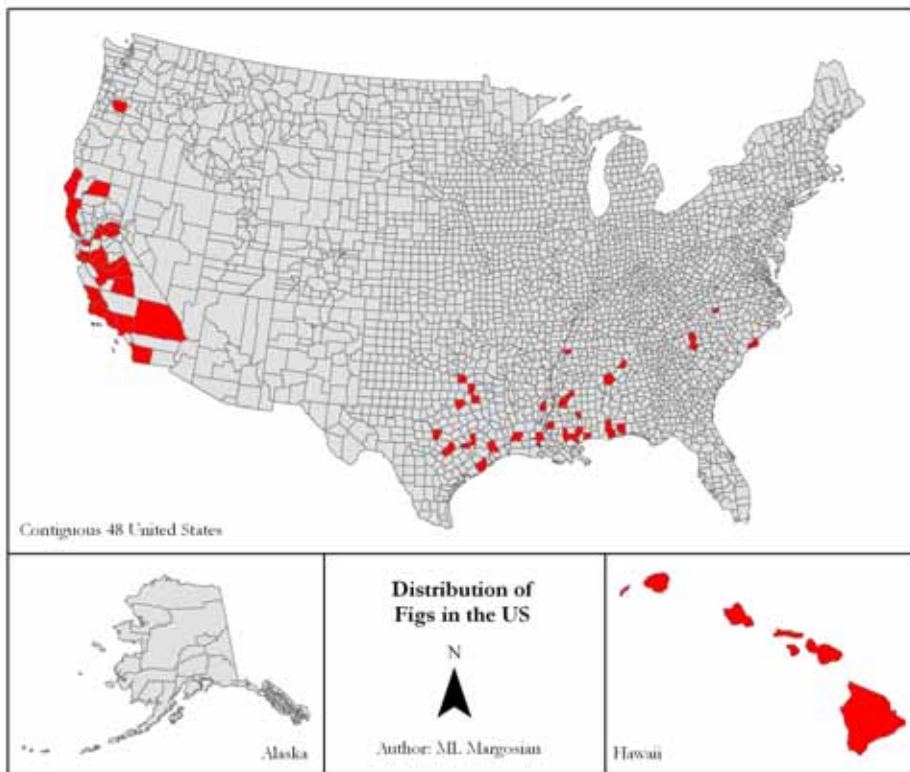 Contiguous 48 United States
Alaska
Distribution of
Figs in the US
N
Author: ML Margosian
Hawaii